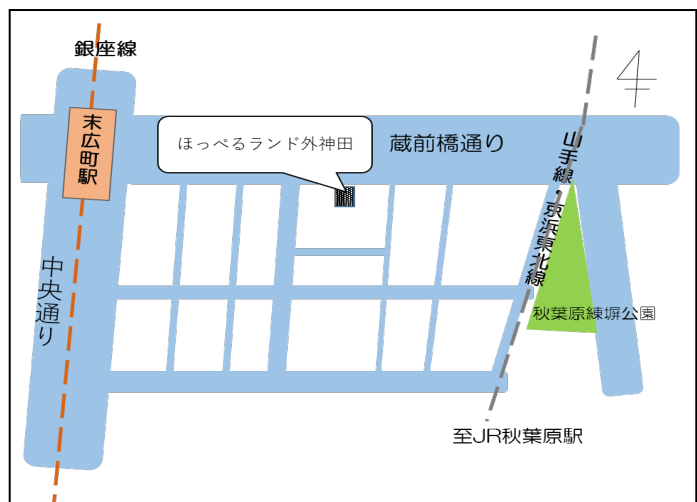 銀座線
末広町駅
ほっぺるランド外神田
蔵前橋通り
山手線・京浜東北線
中央通り
秋葉原練塀公園
至JR秋葉原駅